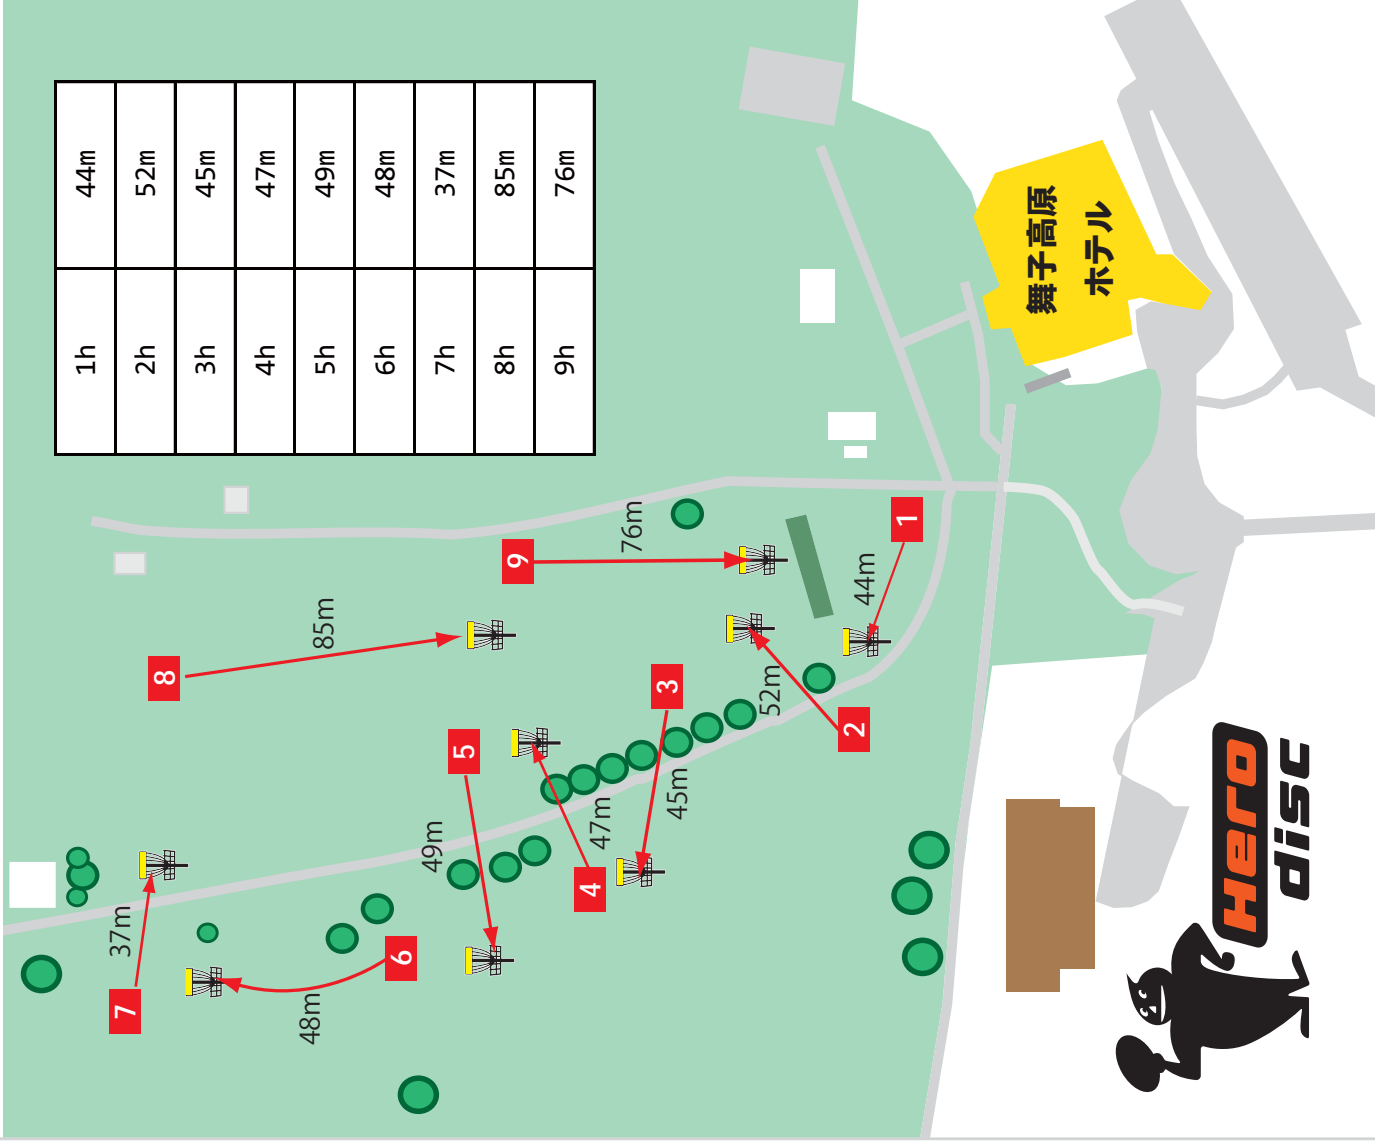 1h 44m
2h 52m
3h 45m
4h 47m
5h 49m
6h 48m
7h 37m
8h 85m
9h 76m
舞子高原
ホテル
1
44m
2
52m
3
45m
4
47m
5
49m
6
48m
7
37m
8
85m
9
76m
Hero
disc